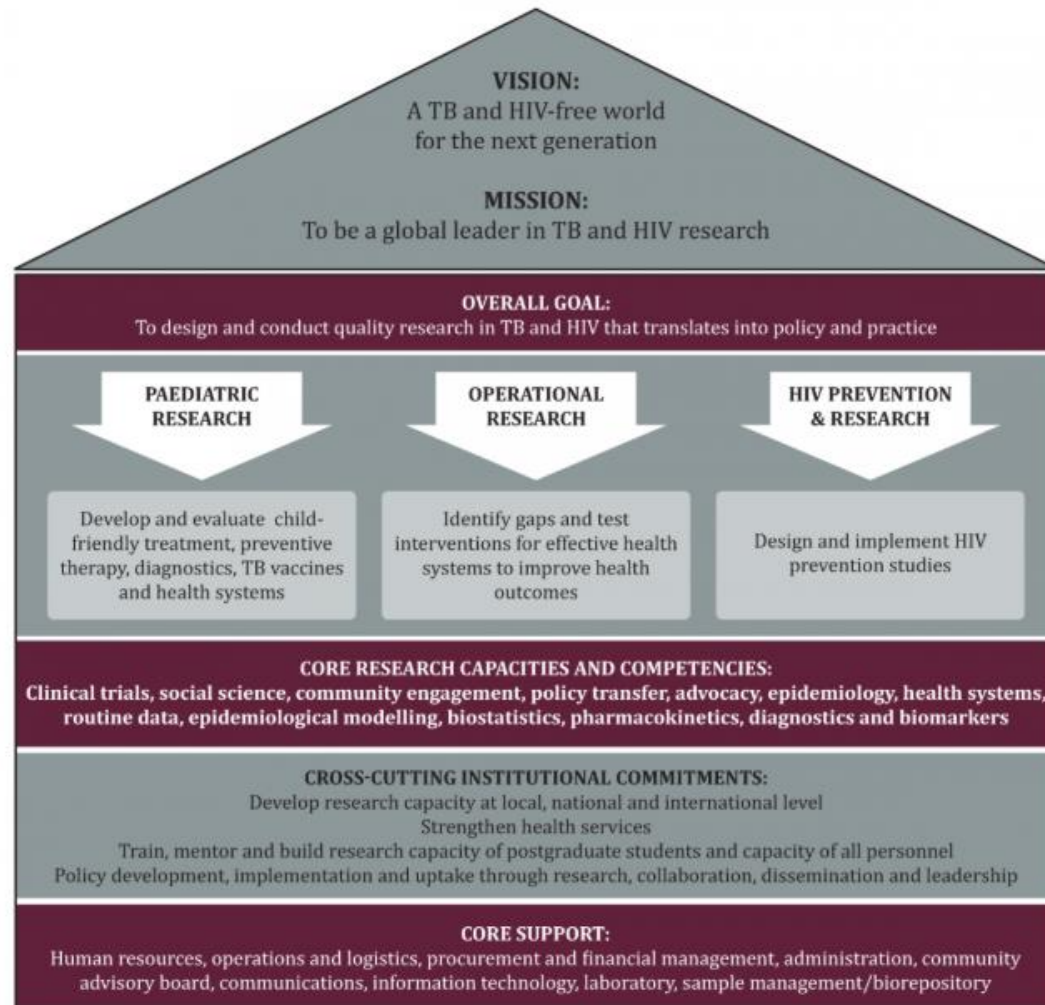 VISION:
A TB and HIV-free world
for the next generation
MISSION:
To be a global leader in TB and HIV research
OVERALL GOAL:
To design and conduct quality research in TB and HIV that translates into policy and practice
PAEDIATRIC
RESEARCH
Develop and evaluate child-
friendly treatment, preventive
therapy, diagnostics, TB vaccines
and health systems
OPERATIONAL
RESEARCH
Identify gaps and test
interventions for effective health
systems to improve health
outcomes
HIV PREVENTION
& RESEARCH
Design and implement HIV
prevention studies
CORE RESEARCH CAPACITIES AND COMPETENCIES:
Clinical trials, social science, community engagement, policy transfer, advocacy, epidemiology, health systems,
routine data, epidemiological modelling, biostatistics, pharmacokinetics, diagnostics and biomarkers
CROSS-CUTTING INSTITUTIONAL COMMITMENTS:
Develop research capacity at local, national and international level
Strengthen health services
Train, mentor and build research capacity of postgraduate students and capacity of all personnel
Policy development, implementation and uptake through research, collaboration, dissemination and leadership
CORE SUPPORT:
Human resources, operations and logistics, procurement and financial management, administration, community
advisory board, communications, information technology, laboratory, sample management/biorepository